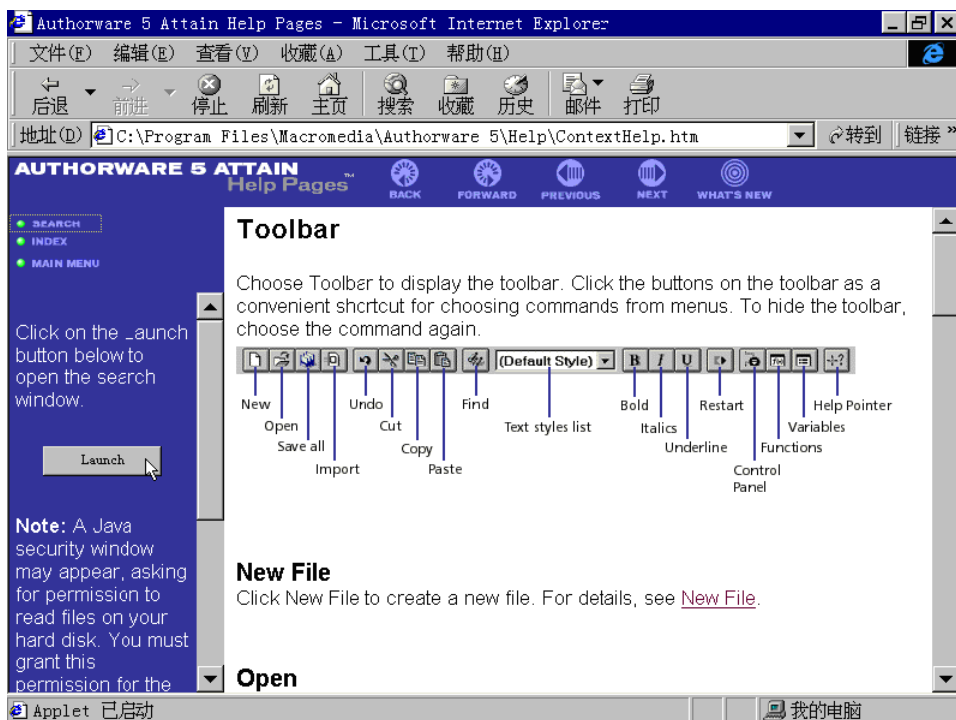 Authorware 5 Attain Help Pages - Microsoft Internet Explorer
文件(F) 编辑(E) 查看(V) 收藏(A) 工具(T) 帮助(H)
后退 前进 停止 刷新 主页 搜索 收藏 历史 邮件 打印
地址(D) C:\Program Files\Macromedia\Authorware 5\Help\ContextHelp.htm 转到 链接 »
AUTHORWARE 5 ATTAIN
Help Pages™
BACK FORWARD PREVIOUS NEXT WHAT'S NEW
SEARCH
INDEX
MAIN MENU
Click on the Launch
button below to
open the search
window.
Launch
Note: A Java
security window
may appear, asking
for permission to
read files on your
hard disk. You must
grant this
permission for the
Toolbar
Choose Toolbar to display the toolbar. Click the buttons on the toolbar as a
convenient shortcut for choosing commands from menus. To hide the toolbar,
choose the command again.
(Default Style) B I U
New Undo Find Bold Restart Help Pointer
Open Cut Text styles list Italics Variables
Save all Copy Underline Functions
Import Paste Control
Panel
New File
Click New File to create a new file. For details, see New File.
Open
Applet 已启动 我的电脑